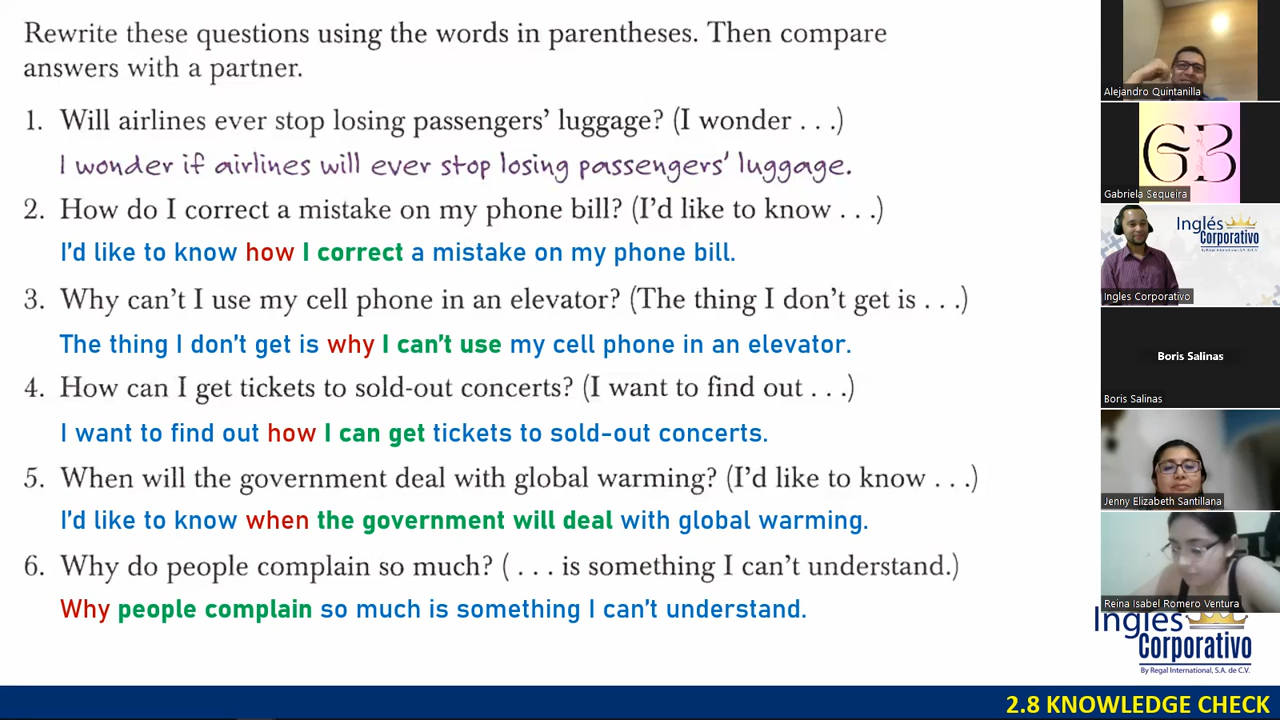 Rewrite these questions using the words in parentheses. Then compare
answers with a partner.
1. Will airlines ever stop losing passengers’ luggage? (I wonder . . .)
I wonder if airlines will ever stop losing passengers’ luggage.
2. How do I correct a mistake on my phone bill? (I’d like to know . . .)
I’d like to know how I correct a mistake on my phone bill.
3. Why can’t I use my cell phone in an elevator? (The thing I don’t get is . . .)
The thing I don’t get is why I can’t use my cell phone in an elevator.
4. How can I get tickets to sold-out concerts? (I want to find out . . .)
I want to find out how I can get tickets to sold-out concerts.
5. When will the government deal with global warming? (I’d like to know . . .)
I’d like to know when the government will deal with global warming.
6. Why do people complain so much? ( . . . is something I can’t understand.)
Why people complain so much is something I can’t understand.
Alejandro Quintanilla
GB
Gabriela Sequeira
Inglés
Corporativo
By Regal International, S.A. de C.V.
Ingles Corporativo
Boris Salinas
Boris Salinas
Jenny Elizabeth Santillana
Reina Isabel Romero Ventura
Inglés
Corporativo
By Regal International, S.A. de C.V.
2.8 KNOWLEDGE CHECK